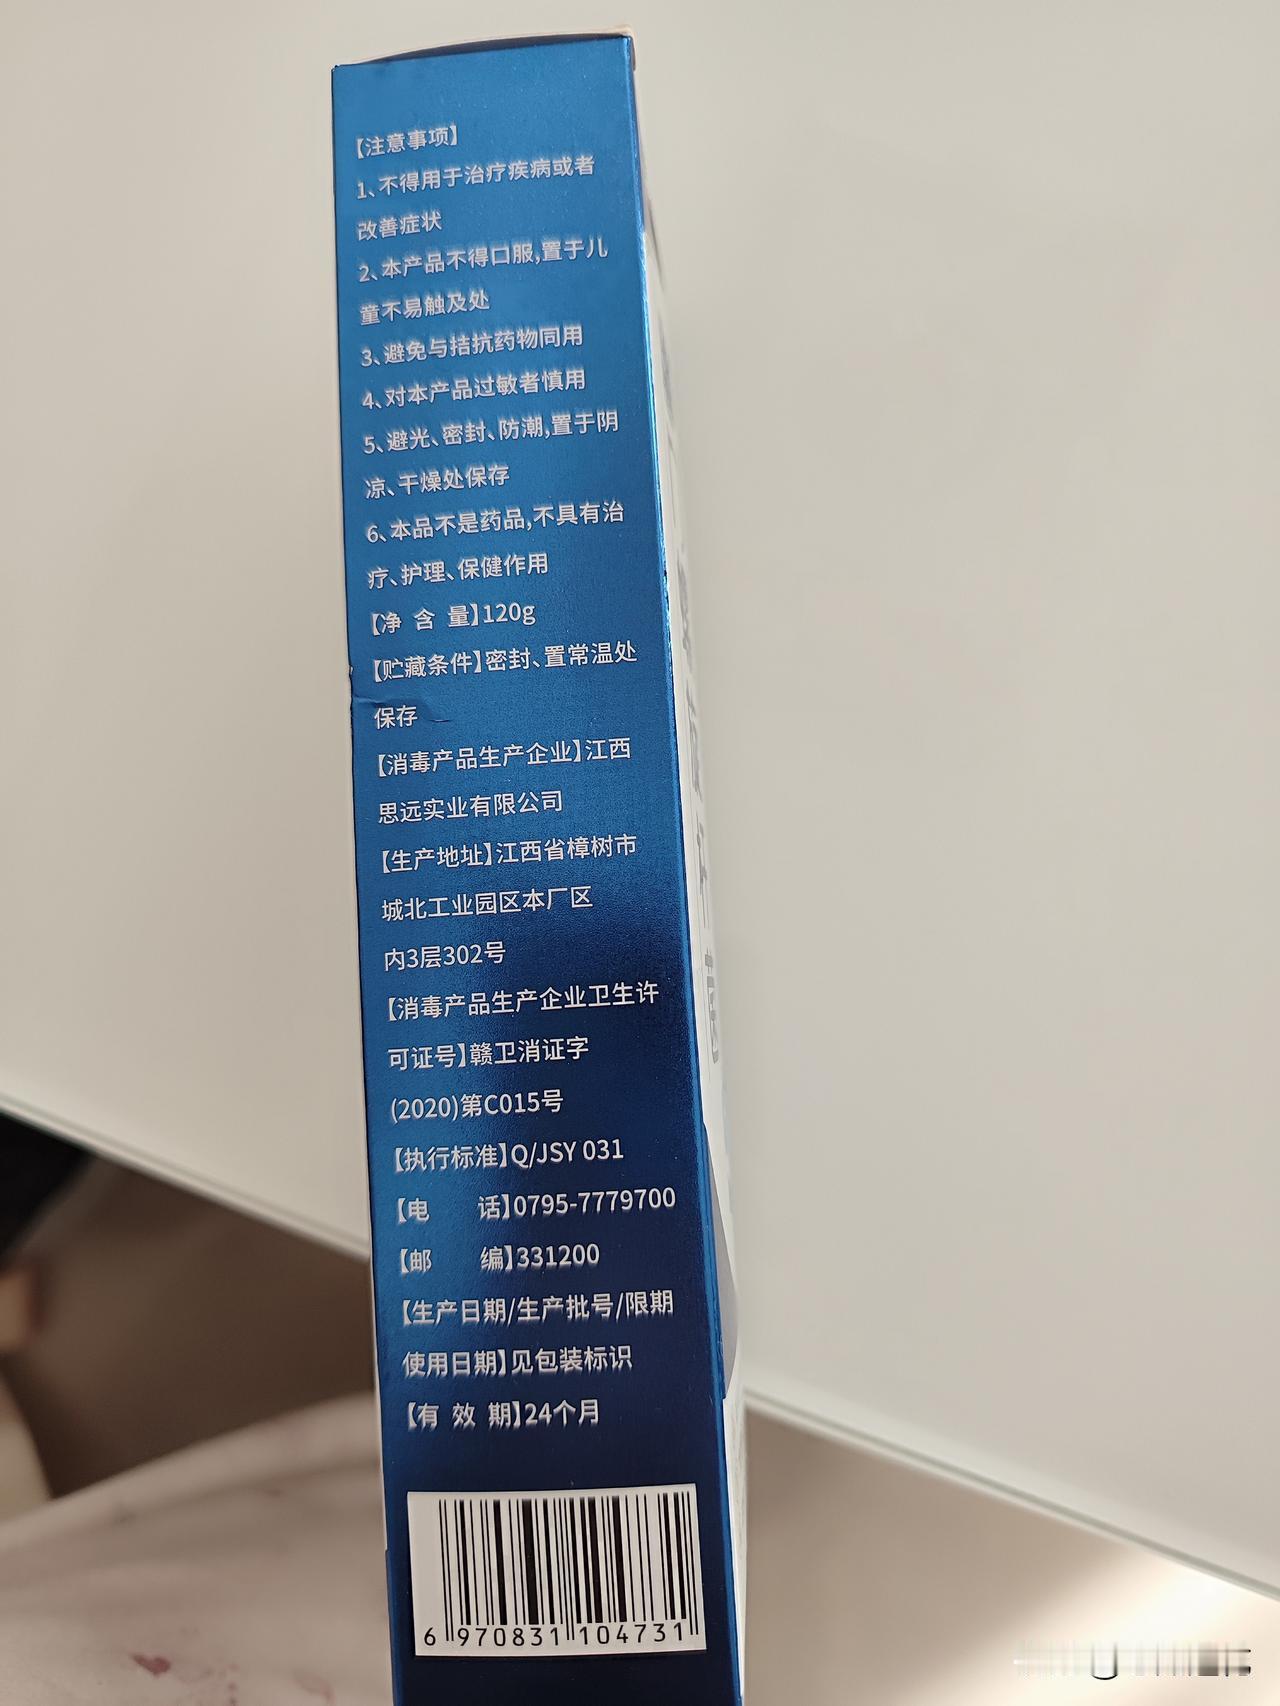 【注意事项】
1、不得用于治疗疾病或者
改善症状
2、本产品不得口服,置于儿
童不易触及处
3、避免与拮抗药物同用
4、对本产品过敏者慎用
5、避光、密封、防潮,置于阴
凉、干燥处保存
6、本品不是药品,不具有治
疗、护理、保健作用
【净 含 量】120g
【贮藏条件】密封、置常温处
保存
【消毒产品生产企业】江西
思远实业有限公司
【生产地址】江西省樟树市
城北工业园区本厂区
内3层302号
【消毒产品生产企业卫生许
可证号】赣卫消证字
(2020)第C015号
【执行标准】Q/JSY 031
【电 话】0795-7779700
【邮 编】331200
【生产日期/生产批号/限期
使用日期】见包装标识
【有 效 期】24个月
6 970831 104731